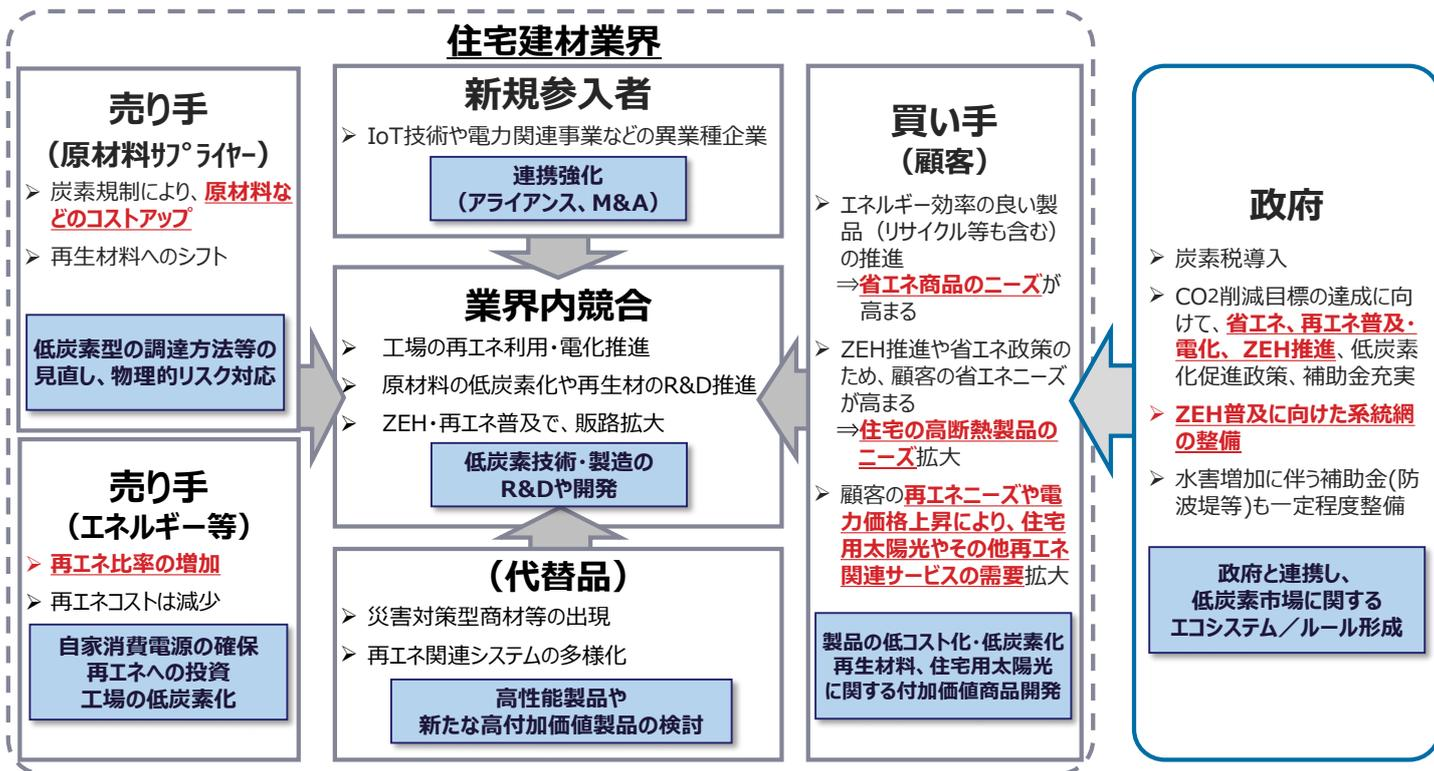 住宅建材業界
売り手
（原材料ｻﾌﾟﾗｲﾔｰ）
➢ 炭素規制により、原材料な
どのコストアップ
➢ 再生材料へのシフト
低炭素型の調達方法等の
見直し、物理的リスク対応
売り手
（エネルギー等）
➢ 再エネ比率の増加
➢ 再エネコストは減少
自家消費電源の確保
再エネへの投資
工場の低炭素化
新規参入者
➢ IoT技術や電力関連事業などの異業種企業
連携強化
（アライアンス、M&A）
業界内競合
➢ 工場の再エネ利用・電化推進
➢ 原材料の低炭素化や再生材のR&D推進
➢ ZEH・再エネ普及で、販路拡大
低炭素技術・製造の
R&Dや開発
（代替品）
➢ 災害対策型商材等の出現
➢ 再エネ関連システムの多様化
高性能製品や
新たな高付加価値製品の検討
買い手
（顧客）
➢ エネルギー効率の良い製
品（リサイクル等も含む）
の推進
⇒省エネ商品のニーズが
高まる
➢ ZEH推進や省エネ政策の
ため、顧客の省エネニーズ
が高まる
⇒住宅の高断熱製品の
ニーズ拡大
➢ 顧客の再エネニーズや電
力価格上昇により、住宅
用太陽光やその他再エネ
関連サービスの需要拡大
製品の低コスト化・低炭素化
再生材料、住宅用太陽光
に関する付加価値商品開発
政府
➢ 炭素税導入
➢ CO2削減目標の達成に向
けて、省エネ、再エネ普及・
電化、ZEH推進、低炭素
化促進政策、補助金充実
➢ ZEH普及に向けた系統網
の整備
➢ 水害増加に伴う補助金(防
波堤等)も一定程度整備
政府と連携し、
低炭素市場に関する
エコシステム／ルール形成